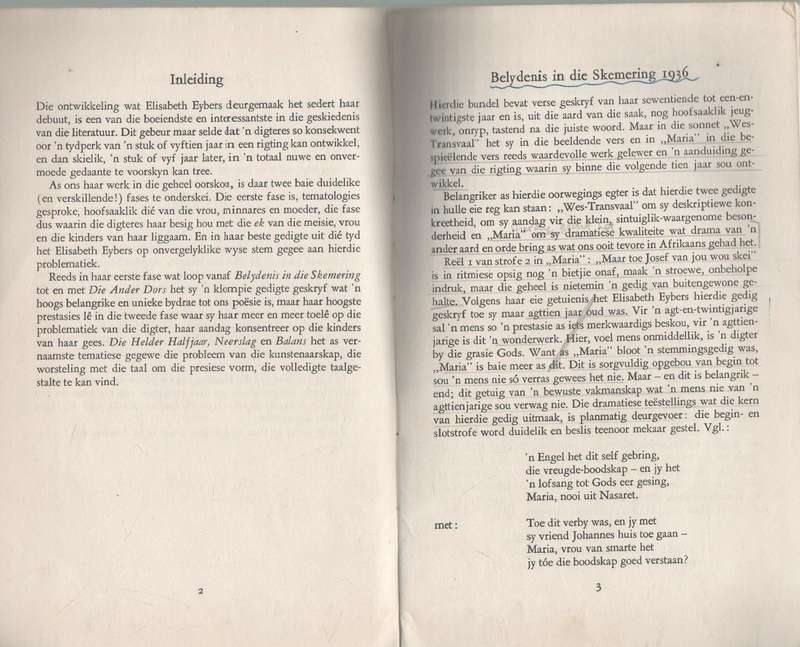 Inleiding
Die ontwikkeling wat Elisabeth Eybers deurgemaak het sedert haar
debuut, is een van die boeiendste en interessantste in die geskiedenis
van die literatuur. Dit gebeur maar selde dat 'n digteres so konsekwent
oor 'n tydperk van 'n stuk of vyftien jaar in een rigting kan ontwikkel,
en dan skielik, 'n stuk of vyf jaar later, in 'n totaal nuwe en onver-
moede gedaante te voorskyn kan tree.
As ons haar werk in die geheel oorskou, is daar twee baie duidelike
(en verskillende!) fases te onderskei. Die eerste fase is, tematologies
gesproke, hoofsaaklik dié van die vrou, minnares en moeder, die fase
dus waarin die digteres haar besig hou met die ek van die meisie, vrou
en die kinders van haar liggaam. En in haar beste gedigte uit dié tyd
het Elisabeth Eybers op onvergelyklike wyse stem gegee aan hierdie
problematiek.
Reeds in haar eerste fase wat loop vanaf Belydenis in die Skemering
tot en met Die Ander Dors het sy 'n klompie gedigte geskryf wat 'n
hoogs belangrike en unieke bydrae tot ons poësie is, maar haar hoogste
prestasies lê in die tweede fase waar sy haar meer en meer toelê op die
problematiek van die digter, haar aandag konsentreer op die kinders
van haar gees. Die Helder Halfjaar, Neerslag en Balans het as ver-
naamste tematiese gegewe die probleem van die kunstenaarskap, die
worsteling met die taal om die presiese vorm, die volledigte taalge-
stalte te kan vind.
2
Belydenis in die Skemering 1936
Hierdie bundel bevat verse geskryf van haar sewentiende tot een-en-
twintigste jaar en is, uit die aard van die saak, nog hoofsaaklik jeug-
werk, onryp, tastend na die juiste woord. Maar in die sonnet „Wes-
Transvaal” het sy in die beeldende vers en in „Maria” in die be-
spieëlende vers reeds waardevolle werk gelewer en 'n aanduiding ge-
gee van die rigting waarin sy binne die volgende tien jaar sou ont-
wikkel.
Belangriker as hierdie oorwegings egter is dat hierdie twee gedigte
in halle eie reg kan staan: „Wes-Transvaal” om sy deskriptiewe kon-
kreetheid, om sy aandag vir die klein, sintuiglik-waargenome beson-
derheid en „Maria” om sy dramatiese kwaliteite wat drama van 'n
ander aard en orde bring as wat ons ooit tevore in Afrikaans gehad het.
Reël 1 van strofe 2 in „Maria”: „Maar toe Josef van jou wou skei”
is in ritmiese opsig nog 'n bietjie onaf, maak 'n stroewe, onbeholpe
indruk, maar die geheel is nietemin 'n gedig van buitengewone ge-
halte. Volgens haar eie getuienis het Elisabeth Eybers hierdie gedig
geskryf toe sy maar agttien jaar oud was. Vir 'n agt-en-twintigjarige
sal 'n mens so 'n prestasie as iets merkwaardigs beskou, vir 'n agttien-
jarige is dit 'n wonderwerk. Hier, voel mens onmiddellik, is 'n digter
by die grasie Gods. Want as „Maria” bloot 'n stemmingsgedig was,
„Maria” is baie meer as dit. Dit is sorgvuldig opgebou van begin tot
sou 'n mens nie só verras gewees het nie. Maar – en dit is belangrik –
end; dit getuig van 'n bewuste vakmanskap wat 'n mens nie van 'n
agttienjarige sou verwag nie. Die dramatiese teëstellings wat die kern
van hierdie gedig uitmaak, is planmatig deurgevoer: die begin- en
slotstrofe word duidelik en beslis teenoor mekaar gestel. Vgl.:
'n Engel het dit self gebring,
die vreugde-boodskap – en jy het
'n lofsang tot Gods eer gesing,
Maria, nooi uit Nasaret.
met: Toe dit verby was, en jy met
sy vriend Johannes huis toe gaan –
Maria, vrou van smarte het
jy tóe die boodskap goed verstaan?
3